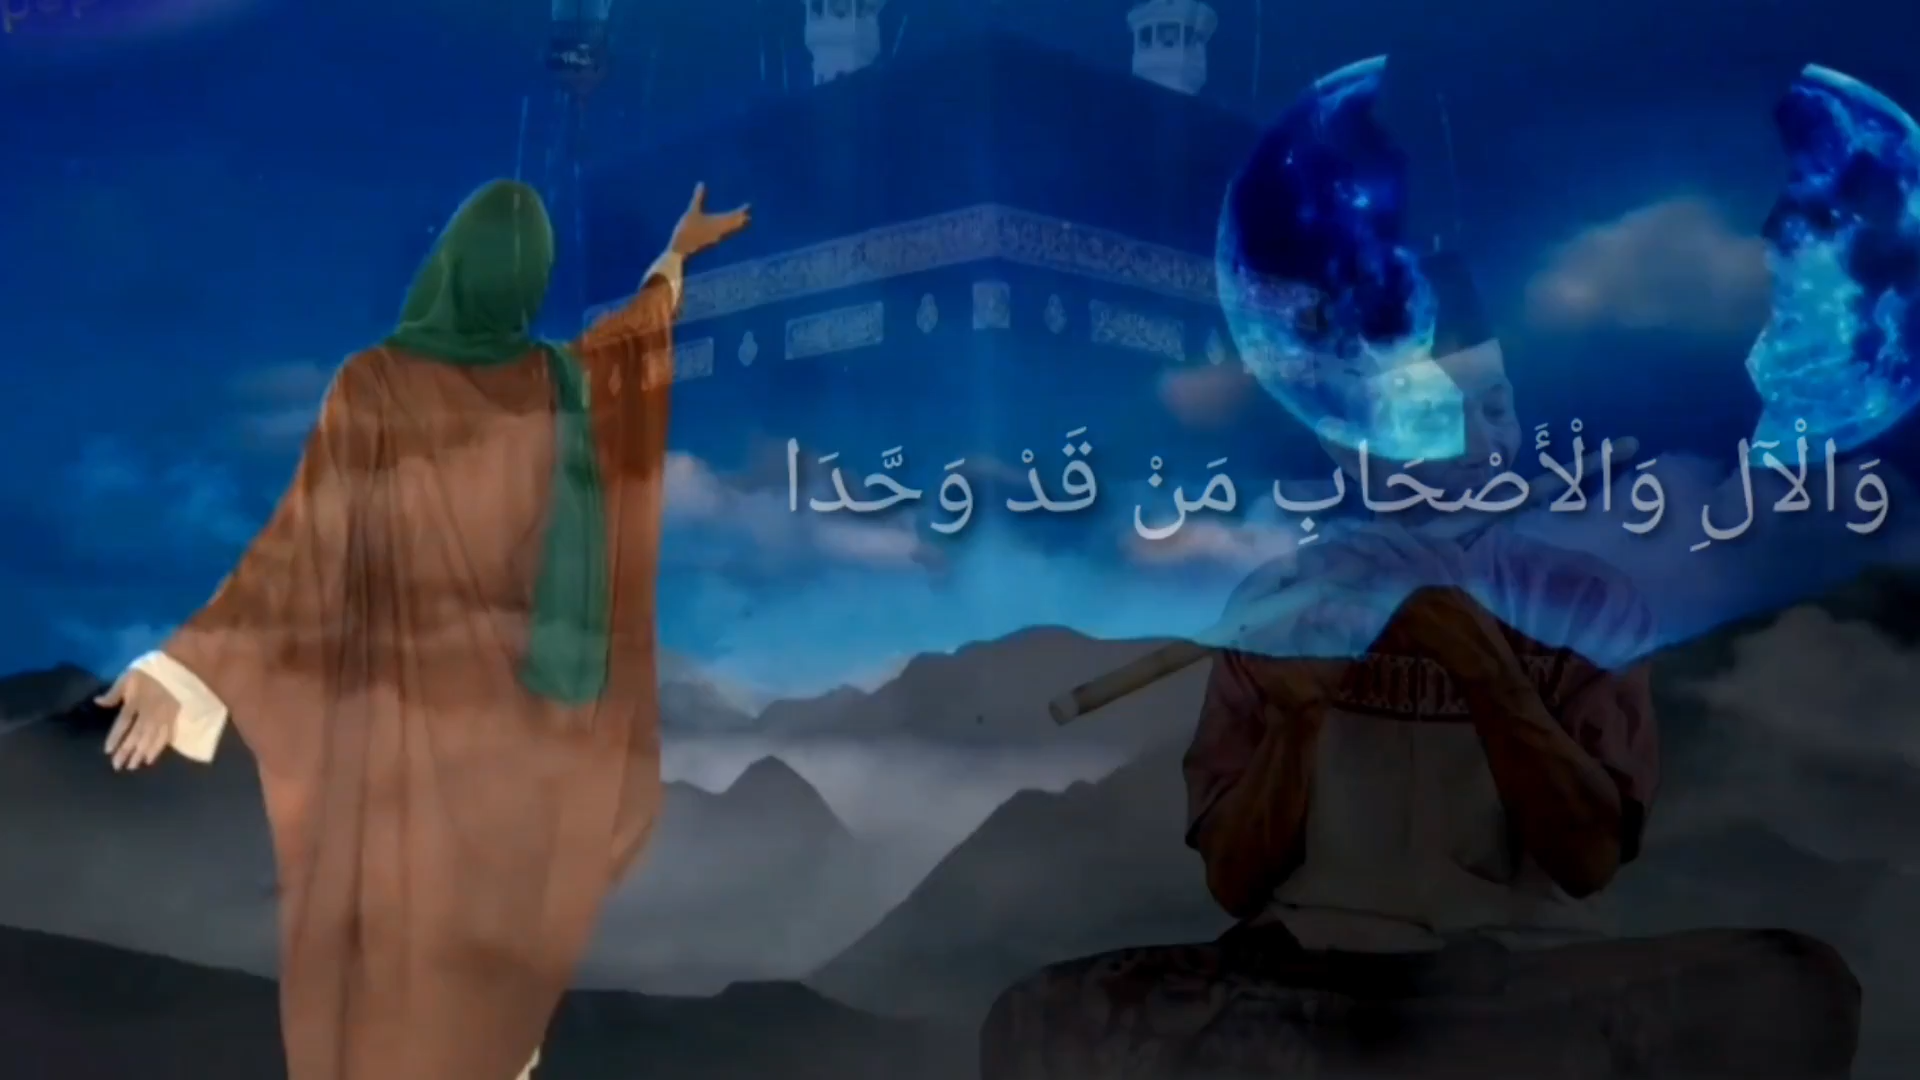 وَالْآلِ وَالْأَصْحَابِ مَنْ قَدْ وَحَّدَا